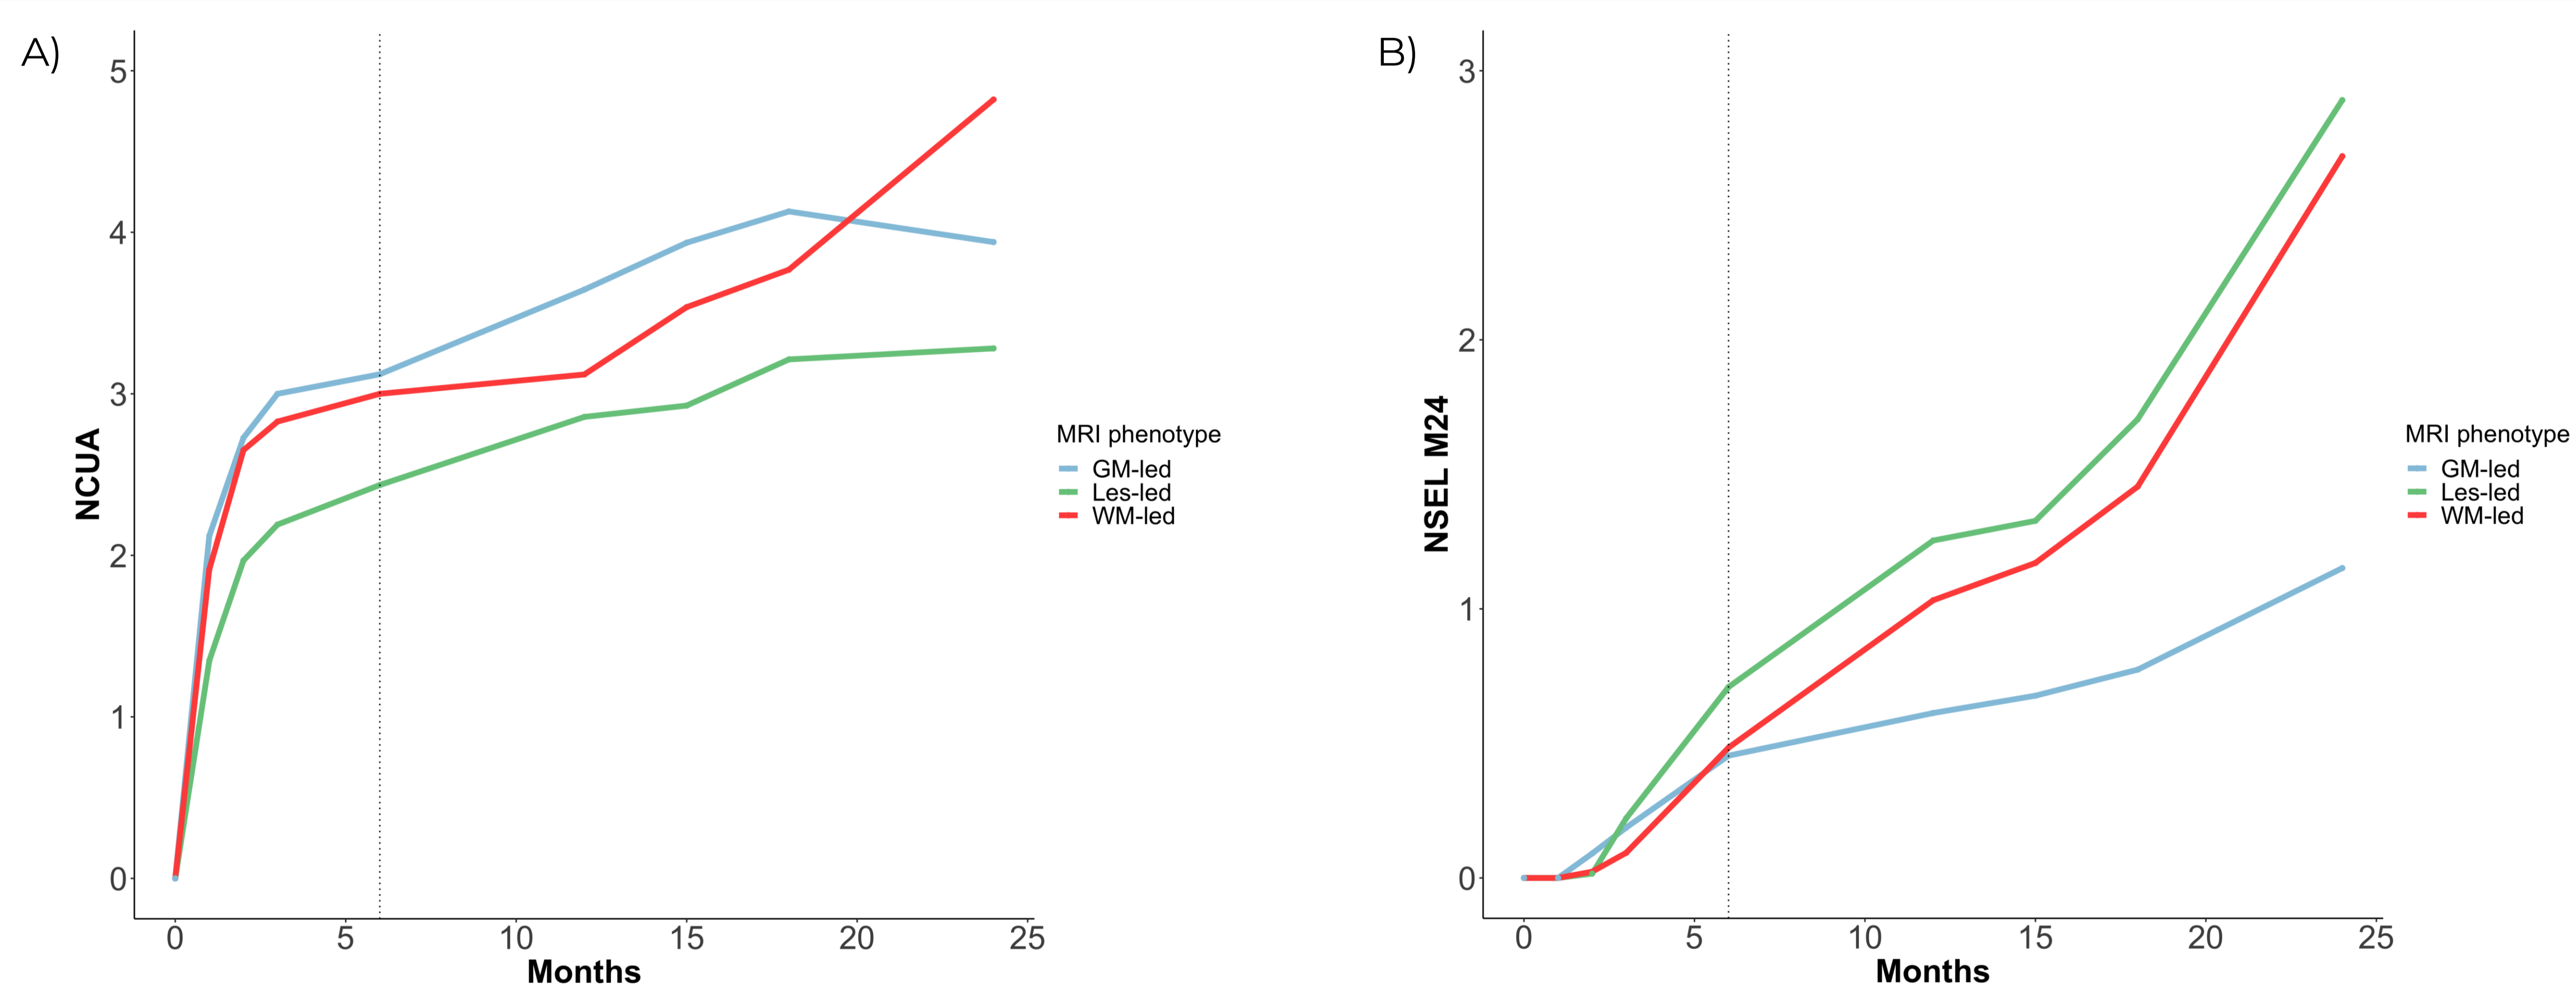 A)
NCUA
5
4
3
2
1
0
0 5 10 15 20 25
Months
MRI phenotype
GM-led
Les-led
WM-led
B)
NSEL M24
3
2
1
0
0 5 10 15 20 25
Months
MRI phenotype
GM-led
Les-led
WM-led